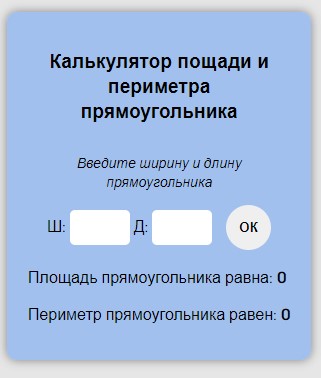 Калькулятор пощади и
периметра
прямоугольника
Введите ширину и длину
прямоугольника
Ш: Д: ОК
Площадь прямоугольника равна: 0
Периметр прямоугольника равен: 0